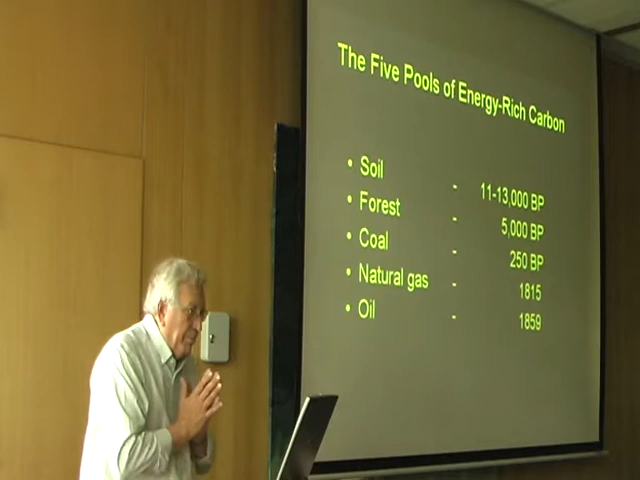 The Five Pools of Energy-Rich Carbon
• Soil - 11-13,000 BP
• Forest - 5,000 BP
• Coal - 250 BP
• Natural gas - 1815
• Oil - 1859